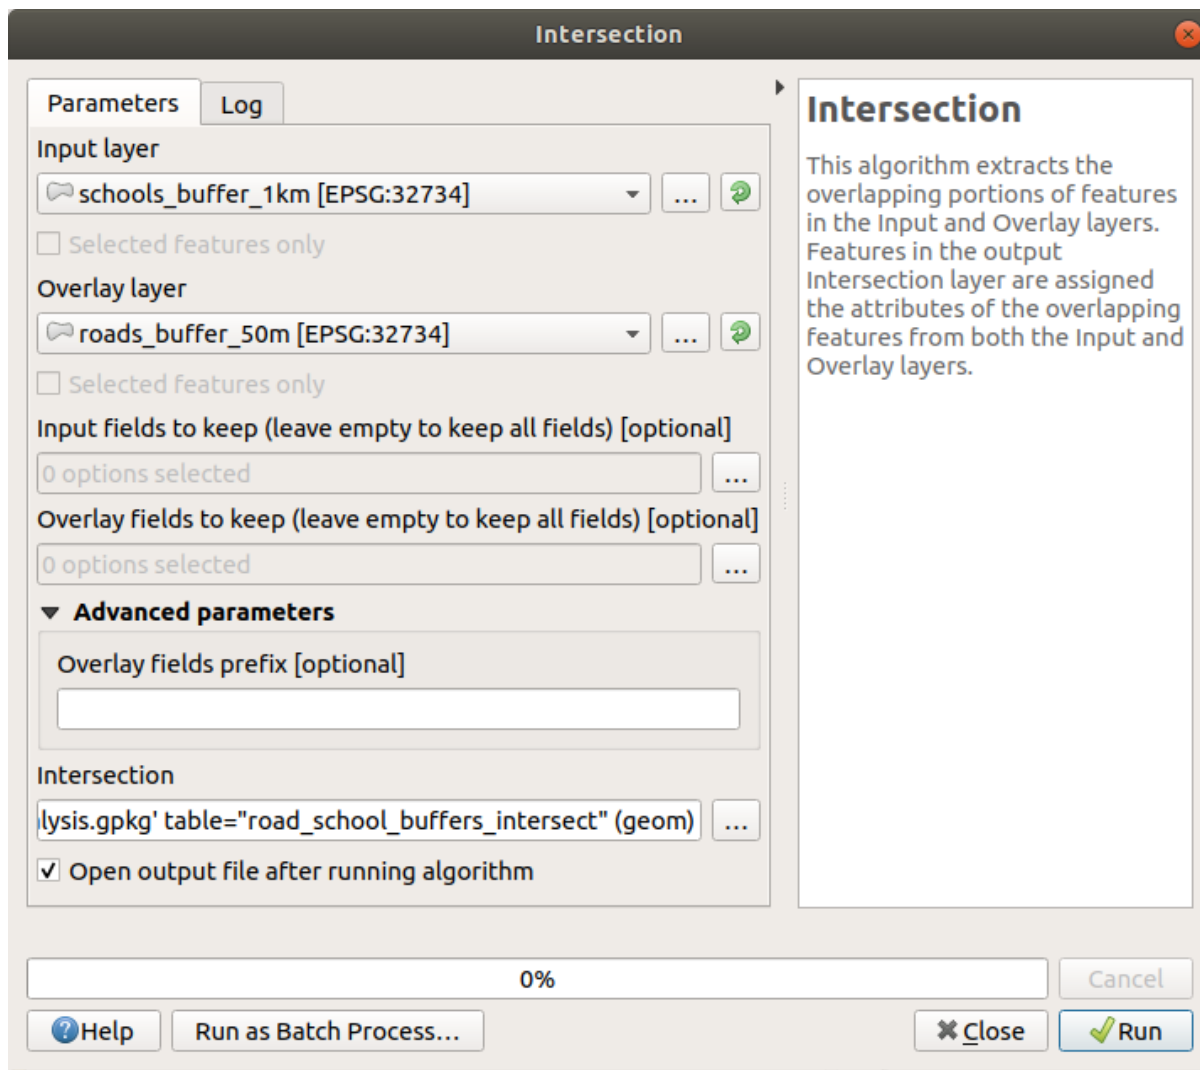 Intersection
Parameters
Log
Input layer
schools_buffer_1km [EPSG:32734]
...
Selected features only
Overlay layer
roads_buffer_50m [EPSG:32734]
...
Selected features only
Input fields to keep (leave empty to keep all fields) [optional]
0 options selected
...
Overlay fields to keep (leave empty to keep all fields) [optional]
0 options selected
...
Advanced parameters
Overlay fields prefix [optional]
Intersection
lysis.gpkg' table="road_school_buffers_intersect" (geom)
...
Open output file after running algorithm
Intersection
This algorithm extracts the
overlapping portions of features
in the Input and Overlay layers.
Features in the output
Intersection layer are assigned
the attributes of the overlapping
features from both the Input and
Overlay layers.
0%
Cancel
Help
Run as Batch Process...
Close
Run